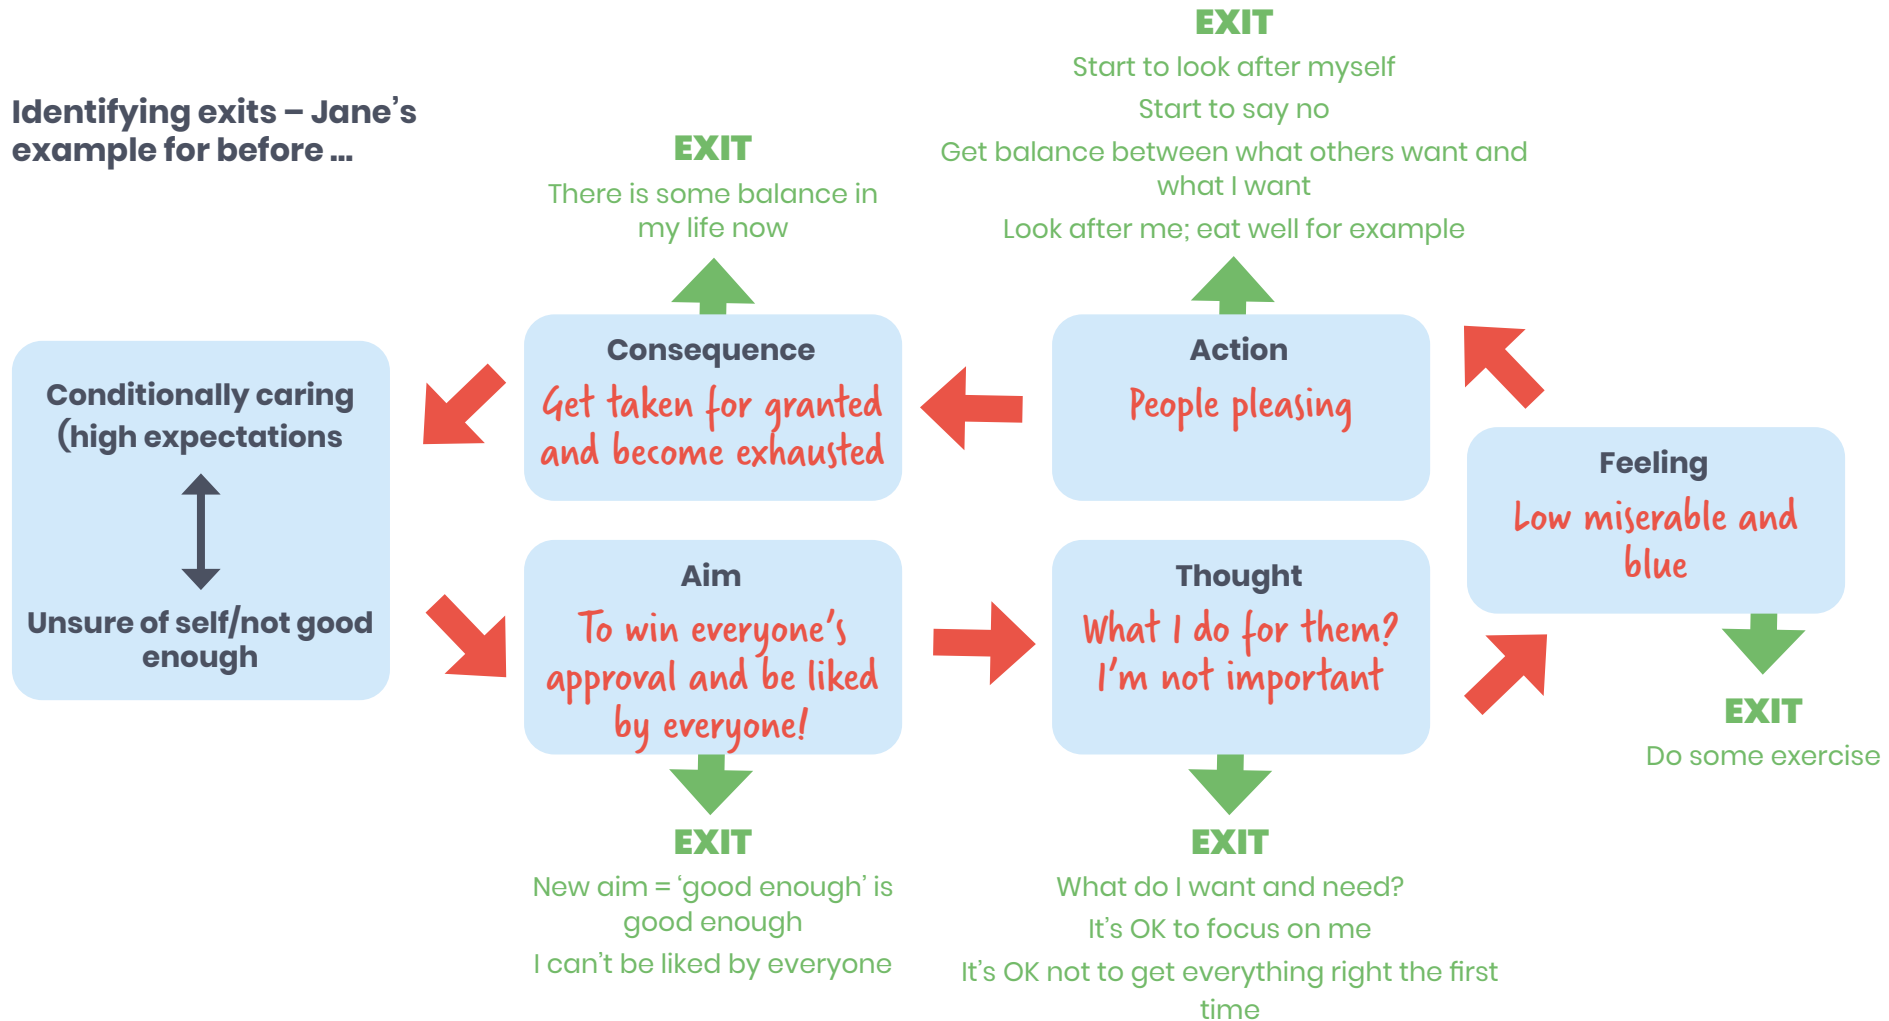 Identifying exits – Jane's
example for before ...
EXIT
There is some balance in
my life now
EXIT
Start to look after myself
Start to say no
Get balance between what others want and
what I want
Look after me; eat well for example
Conditionally caring
(high expectations
Unsure of self/not good
enough
Consequence
Get taken for granted
and become exhausted
Action
People pleasing
Feeling
Low miserable and
blue
Aim
To win everyone's
approval and be liked
by everyone!
Thought
What I do for them?
I'm not important
EXIT
Do some exercise
EXIT
New aim = ‘good enough’ is
good enough
I can't be liked by everyone
EXIT
What do I want and need?
It's OK to focus on me
It's OK not to get everything right the first
time